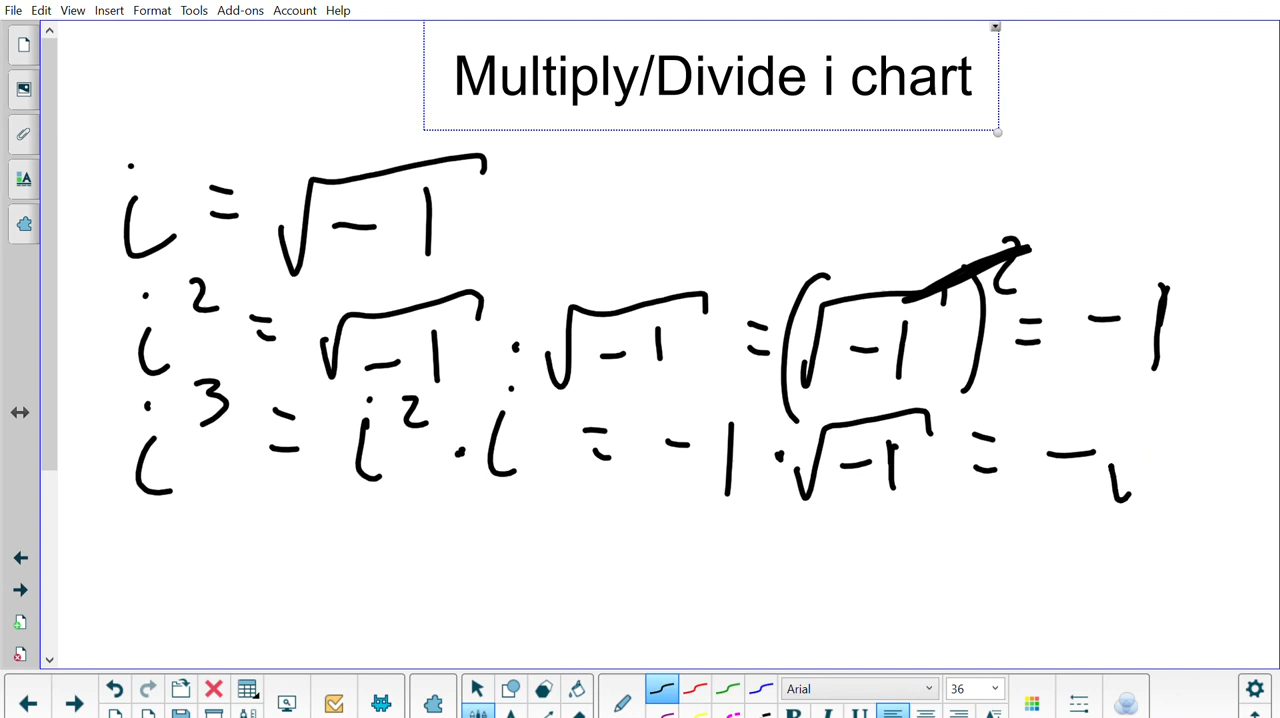 File Edit View Insert Format Tools Add-ons Account Help
Multiply/Divide i chart
i = √-1
i² = √-1 · √-1 = (√-1)² = -1
i³ = i² · i = -1 · √-1 = -i
Arial 36
B I U